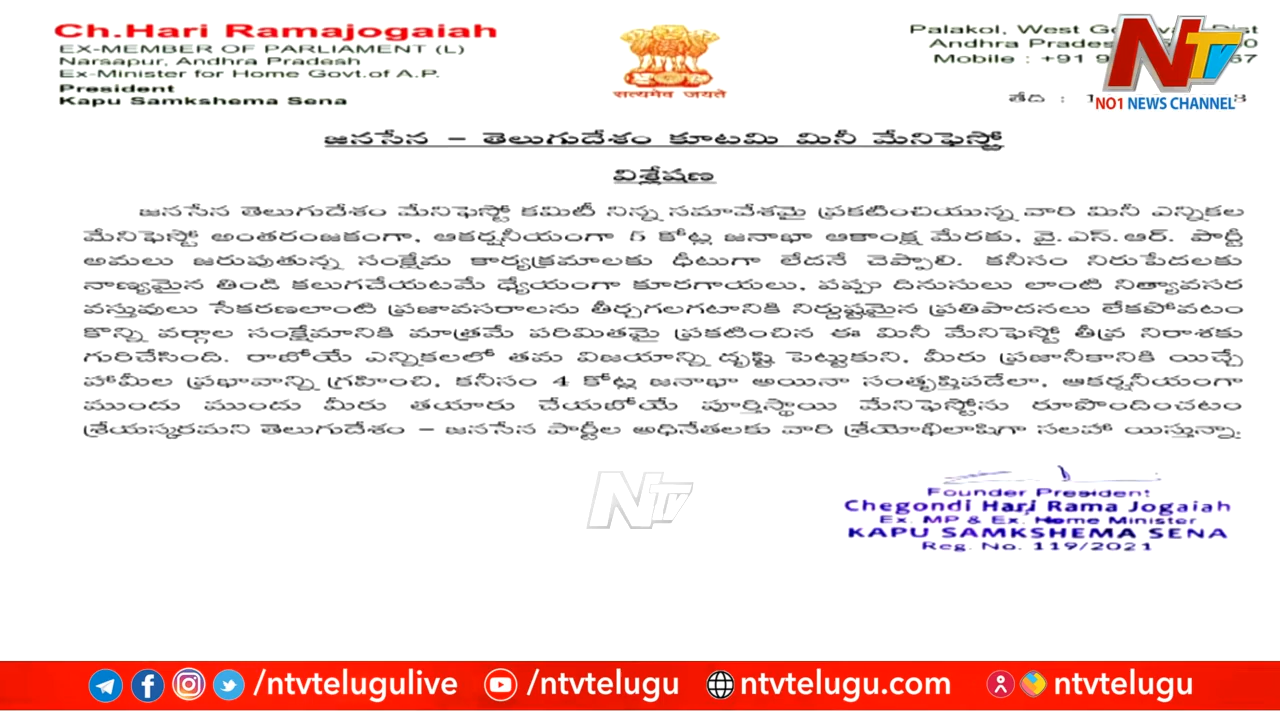 Ch.Hari Ramajogaiah
EX-MEMBER OF PARLIAMENT (L)
Narsapur, Andhra Pradesh
Ex-Minister for Home Govt.of A.P.
President
Kapu Samkshema Sena
सत्यमेव जयते
Palakol, West
Andhra Prades
Mobile : +91 9
తేది : 1
NTV
NO1 NEWS CHANNEL
జనసేన – తెలుగుదేశం కూటమి మినీ మేనిఫెస్టో
విశ్లేషణ
జనసేన తెలుగుదేశం మేనిఫెస్టో కమిటీ నిన్న సమావేశమై ప్రకటించియున్న వారి మినీ ఎన్నికల
మేనిఫెస్టో అంతరంజకంగా, ఆకర్షనీయంగా 5 కోట్ల జనాభా ఆకాంక్ష మేరకు, వై.ఎస్.ఆర్. పార్టీ
అమలు జరుపుతున్న సంక్షేమ కార్యక్రమాలకు ధీటుగా లేదనే చెప్పాలి. కనీసం నిరుపేదలకు
నాణ్యమైన తిండి కలుగచేయటమే ధ్యేయంగా కూరగాయలు, పప్పు దినుసులు లాంటి నిత్యావసర
వస్తువులు సేకరణలాంటి ప్రజావసరాలను తీర్చగలగటానికి నిర్దుష్టమైన ప్రతిపాదనలు లేకపోవటం
కొన్ని వర్గాల సంక్షేమానికి మాత్రమే పరిమితమై ప్రకటించిన ఈ మినీ మేనిఫెస్టో తీవ్ర నిరాశకు
గురిచేసింది. రాబోయే ఎన్నికలలో తమ విజయాన్ని దృష్టి పెట్టుకుని, మీరు ప్రజానీకానికి యిచ్చే
హామీల ప్రభావాన్ని గ్రహించి, కనీసం 4 కోట్ల జనాభా అయినా సంతృప్తిపడేలా, ఆకర్షనీయంగా
ముందు ముందు మీరు తయారు చేయబోయే పూర్తిస్థాయి మేనిఫెస్టోను రూపొందించటం
శ్రేయస్కరమని తెలుగుదేశం – జనసేన పార్టీల అధినేతలకు వారి శ్రేయోభిలాషిగా సలహా యిస్తున్నా.
NTV
Founder President
Chegondi Hari Rama Jogaiah
Ex. MP & Ex. Home Minister
KAPU SAMKSHEMA SENA
Reg. No. 119/2021
/ntvtelugulive /ntvtelugu ntvtelugu.com ntvtelugu